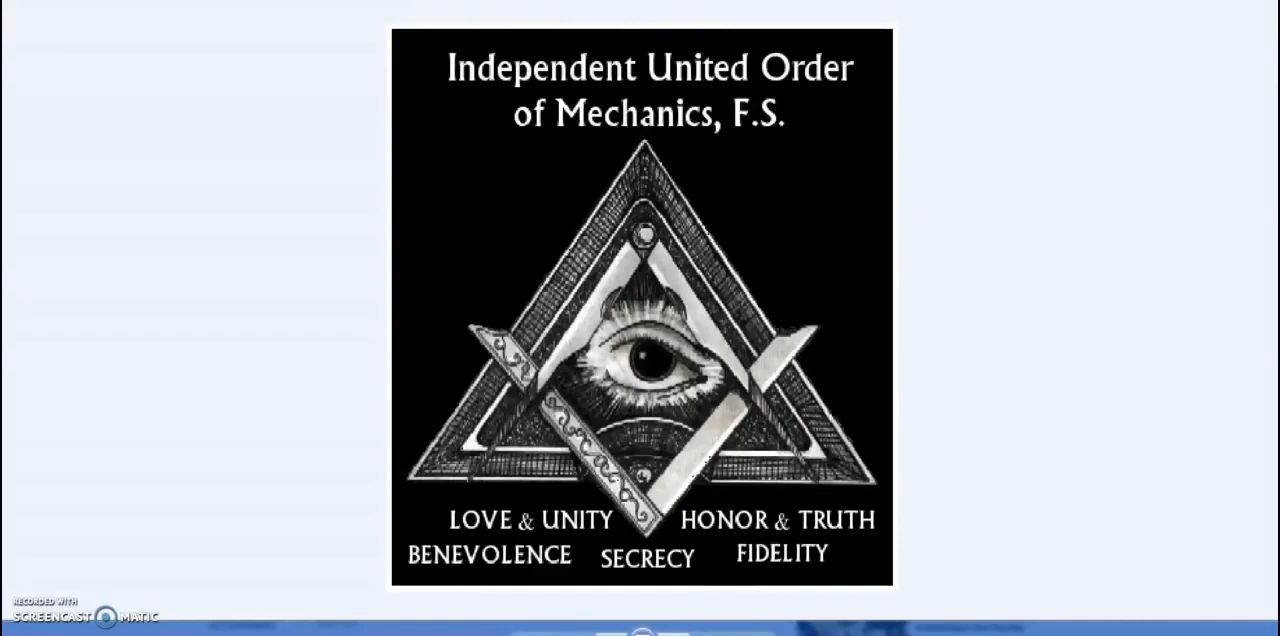 Independent United Order
of Mechanics, F.S.
LOVE & UNITY HONOR & TRUTH
BENEVOLENCE SECRECY FIDELITY
RECORDED WITH
SCREENCAST MATIC